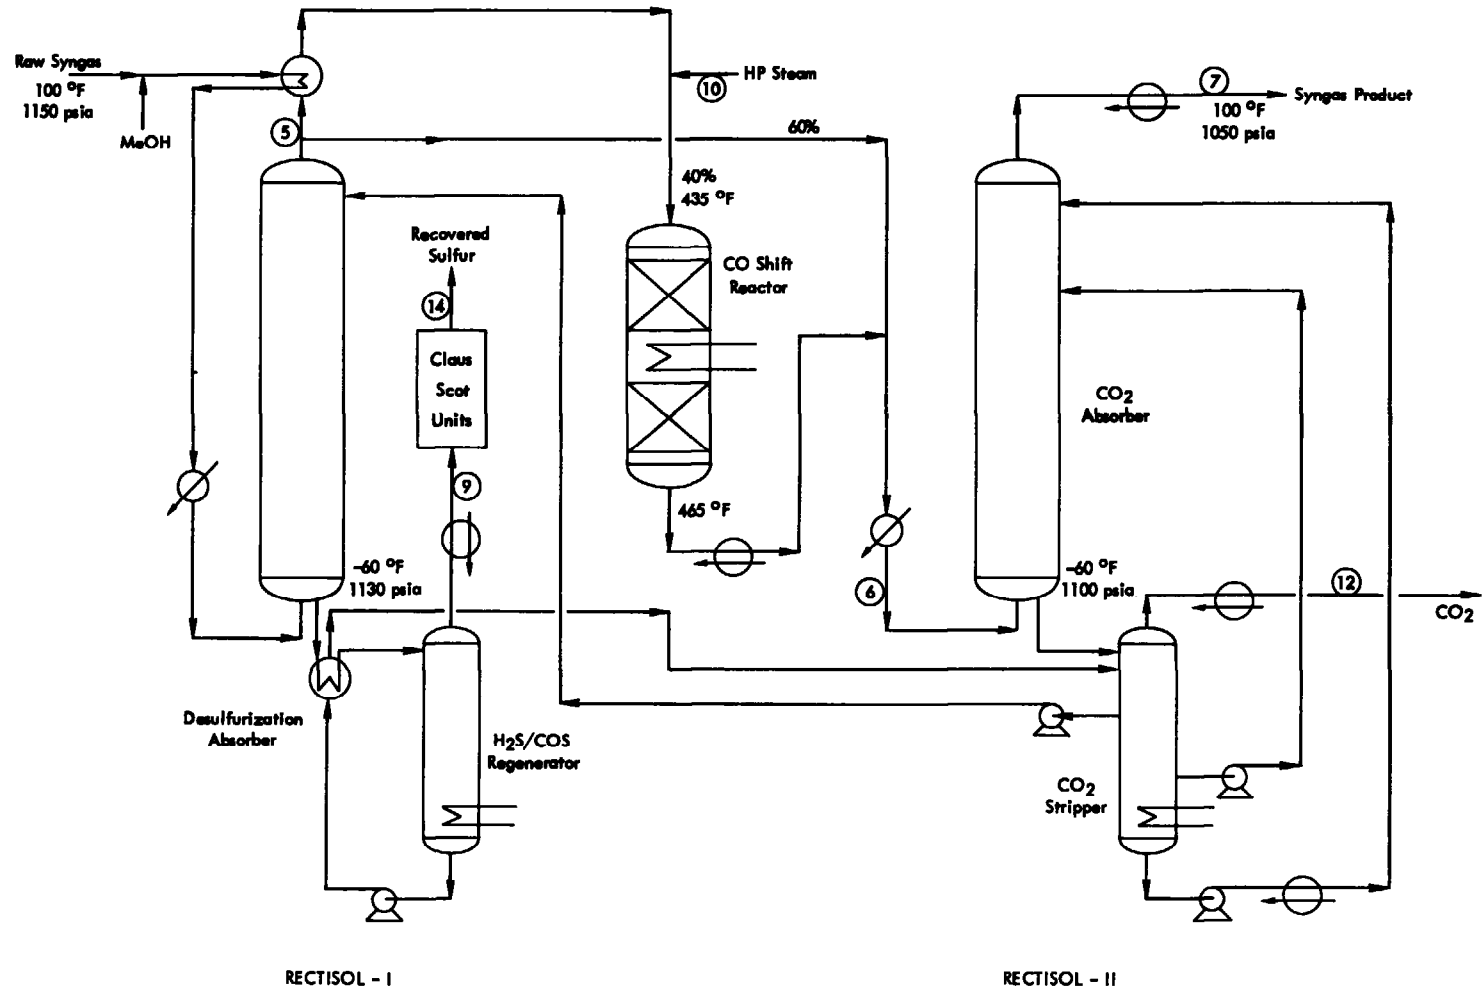 Raw Syngas
100 °F
1150 psia
MeOH
5
60%
HP Steam
10
40%
435 °F
7
Syngas Product
100 °F
1050 psia
Recovered
Sulfur
14
Claus
Scot
Units
9
CO Shift
Reactor
465 °F
CO2
Absorber
6
-60 °F
1130 psia
-60 °F
1100 psia
12
CO2
Desulfurization
Absorber
H2S/COS
Regenerator
CO2
Stripper
RECTISOL - I
RECTISOL - II